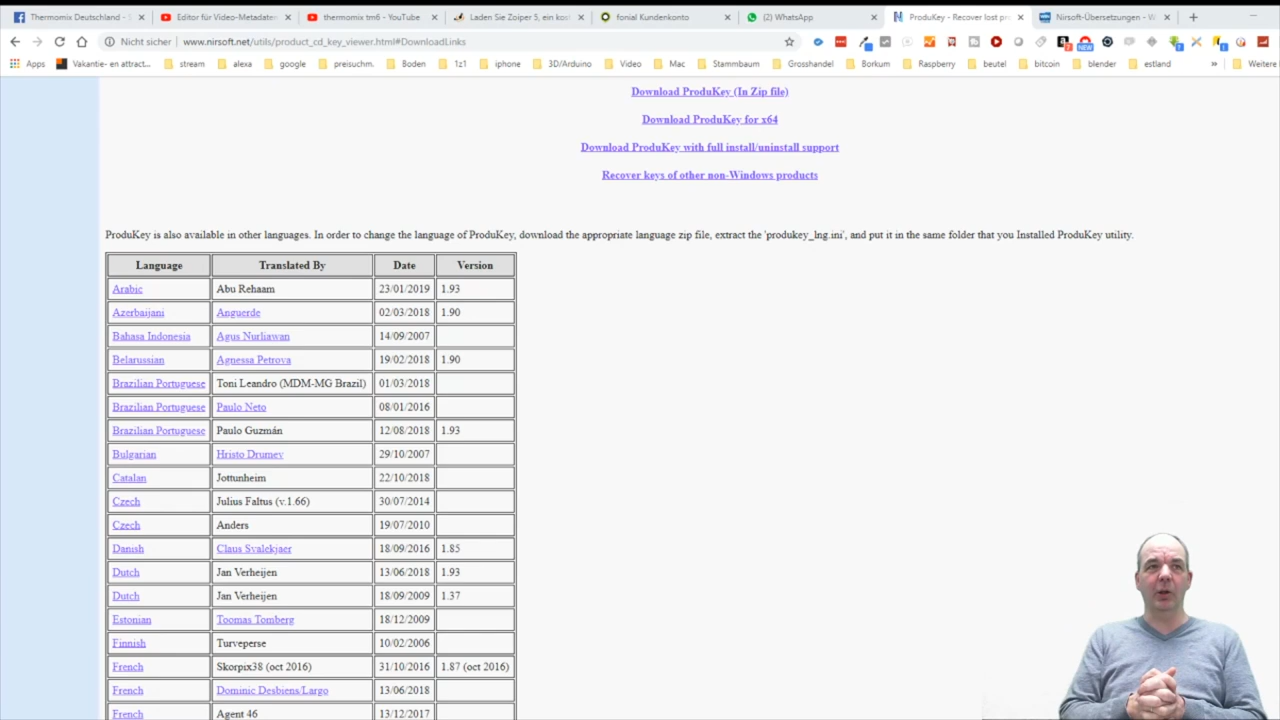 Thermomix Deutschland - S
Editor für Video-Metadaten
thermomix tm6 - YouTube
Laden Sie Zoiper 5, ein kost
fonial Kundenkonto
(2) WhatsApp
ProduKey - Recover lost pr
Nirsoft-Übersetzungen - W
Nicht sicher
www.nirsoft.net/utils/product_cd_key_viewer.html#DownloadLinks
Apps
Vakantie- en attract...
stream
alexa
google
preisuchm.
Boden
1z1
iphone
3D/Arduino
Video
Mac
Stammbaum
Grosshandel
Borkum
Raspberry
beutel
bitcoin
blender
estland
Weitere
Download ProduKey (In Zip file)
Download ProduKey for x64
Download ProduKey with full install/uninstall support
Recover keys of other non-Windows products
ProduKey is also available in other languages. In order to change the language of ProduKey, download the appropriate language zip file, extract the 'produkey_lng.ini', and put it in the same folder that you Installed ProduKey utility.
Language Translated By Date Version
Arabic Abu Rehaam 23/01/2019 1.93
Azerbaijani Anguerde 02/03/2018 1.90
Bahasa Indonesia Agus Nurliawan 14/09/2007
Belarussian Agnessa Petrova 19/02/2018 1.90
Brazilian Portuguese Toni Leandro (MDM-MG Brazil) 01/03/2018
Brazilian Portuguese Paulo Neto 08/01/2016
Brazilian Portuguese Paulo Guzmán 12/08/2018 1.93
Bulgarian Hristo Drumev 29/10/2007
Catalan Jottunheim 22/10/2018
Czech Julius Faltus (v.1.66) 30/07/2014
Czech Anders 19/07/2010
Danish Claus Svalekjaer 18/09/2016 1.85
Dutch Jan Verheijen 13/06/2018 1.93
Dutch Jan Verheijen 18/09/2009 1.37
Estonian Toomas Tomberg 18/12/2009
Finnish Turveperse 10/02/2006
French Skorpix38 (oct 2016) 31/10/2016 1.87 (oct 2016)
French Dominic Desbiens/Largo 13/06/2018
French Agent 46 13/12/2017